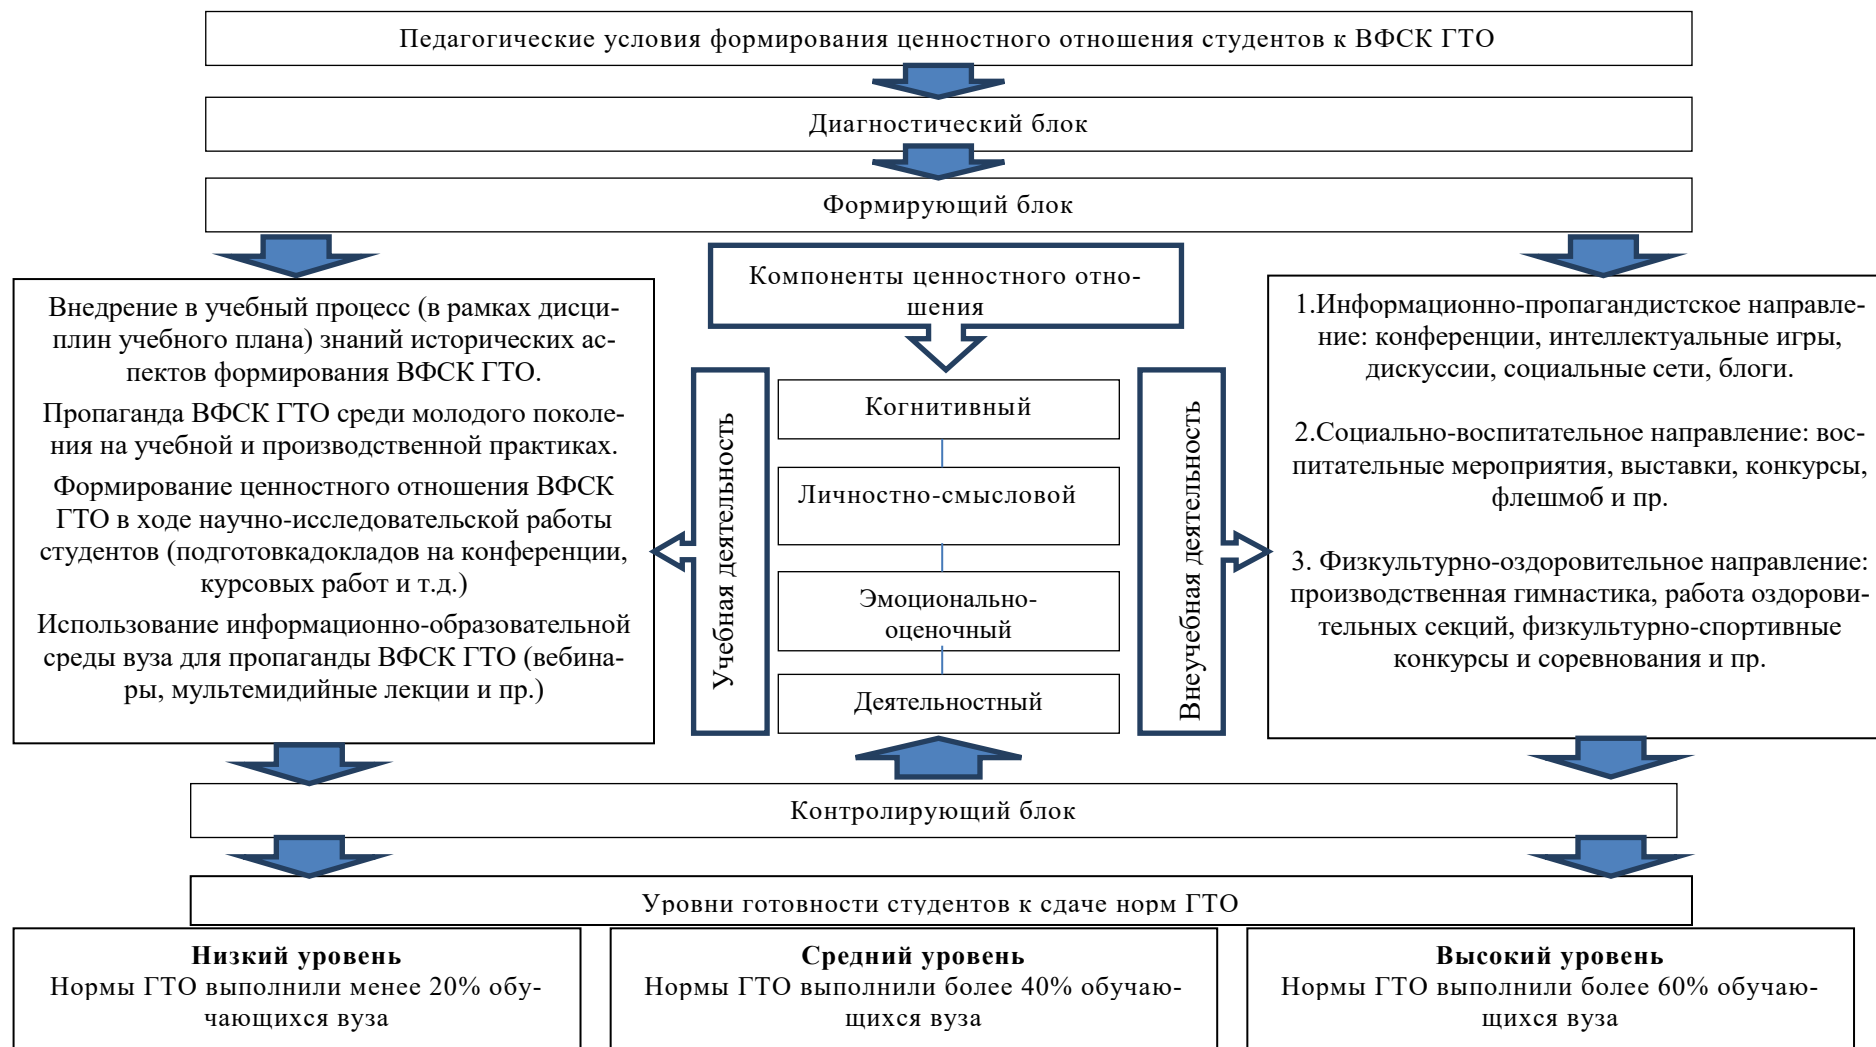 Педагогические условия формирования ценностного отношения студентов к ВФСК ГТО
Диагностический блок
Формирующий блок
Внедрение в учебный процесс (в рамках дисци-
плин учебного плана) знаний исторических ас-
пектов формирования ВФСК ГТО.
Пропаганда ВФСК ГТО среди молодого поколе-
ния на учебной и производственной практиках.
Формирование ценностного отношения ВФСК
ГТО в ходе научно-исследовательской работы
студентов (подготовкадокладов на конференции,
курсовых работ и т.д.)
Использование информационно-образовательной
среды вуза для пропаганды ВФСК ГТО (вебина-
ры, мультемидийные лекции и пр.)
Учебная деятельность
Компоненты ценностного отно-
шения
Когнитивный
Личностно-смысловой
Эмоционально-
оценочный
Деятельностный
Внеучебная деятельность
1.Информационно-пропагандистское направле-
ние: конференции, интеллектуальные игры,
дискуссии, социальные сети, блоги.
2.Социально-воспитательное направление: вос-
питательные мероприятия, выставки, конкурсы,
флешмоб и пр.
3. Физкультурно-оздоровительное направление:
производственная гимнастика, работа оздорови-
тельных секций, физкультурно-спортивные
конкурсы и соревнования и пр.
Контролирующий блок
Уровни готовности студентов к сдаче норм ГТО
Низкий уровень
Нормы ГТО выполнили менее 20% обу-
чающихся вуза
Средний уровень
Нормы ГТО выполнили более 40% обучаю-
щихся вуза
Высокий уровень
Нормы ГТО выполнили более 60% обучаю-
щихся вуза